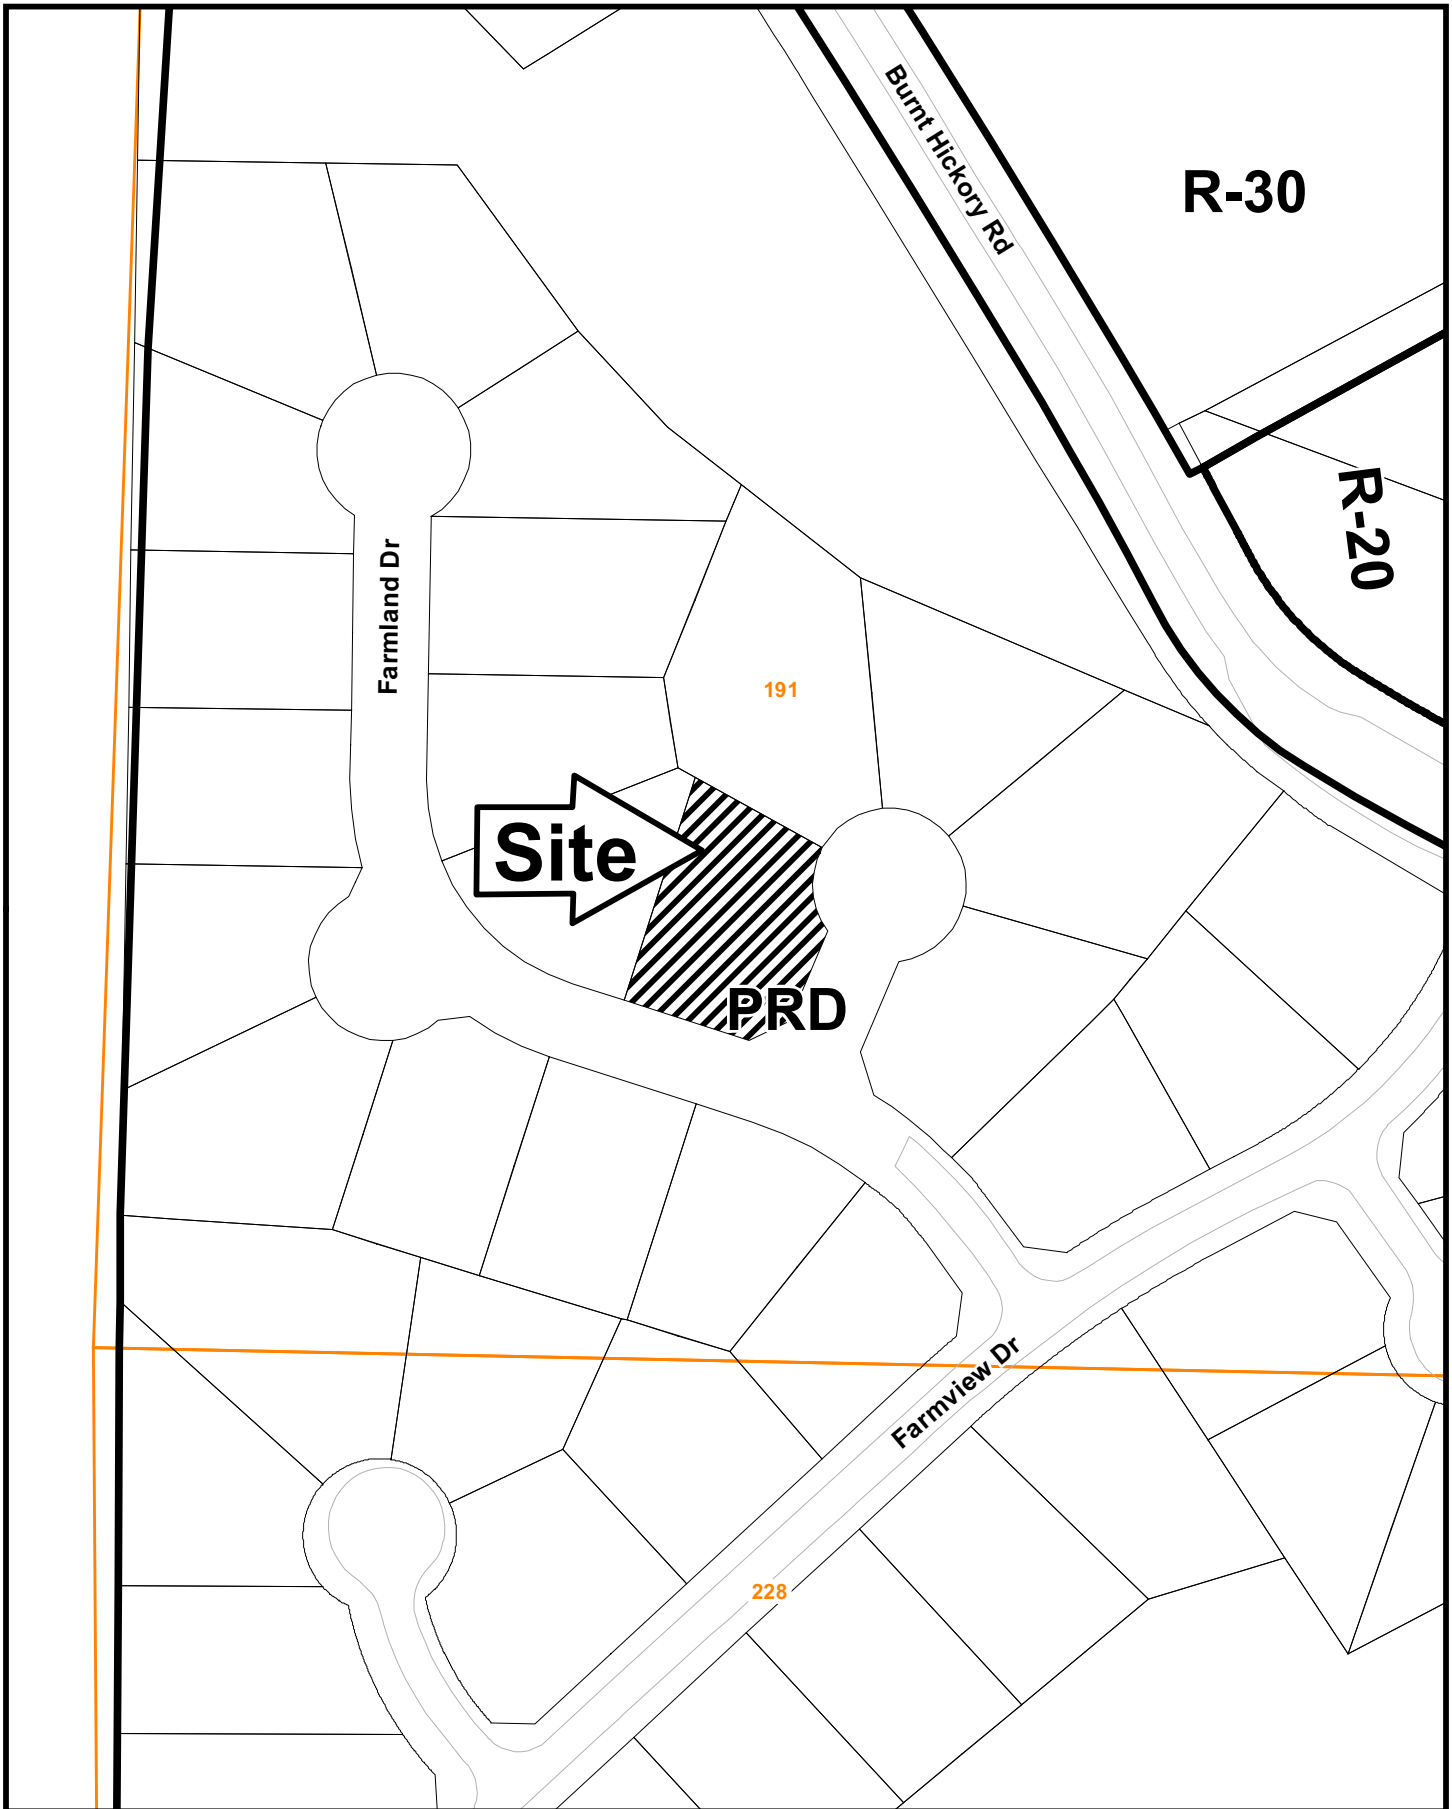 Burnt Hickory Rd
R-30
R-20
Farmland Dr
191
Site
PRD
Farmview Dr
228